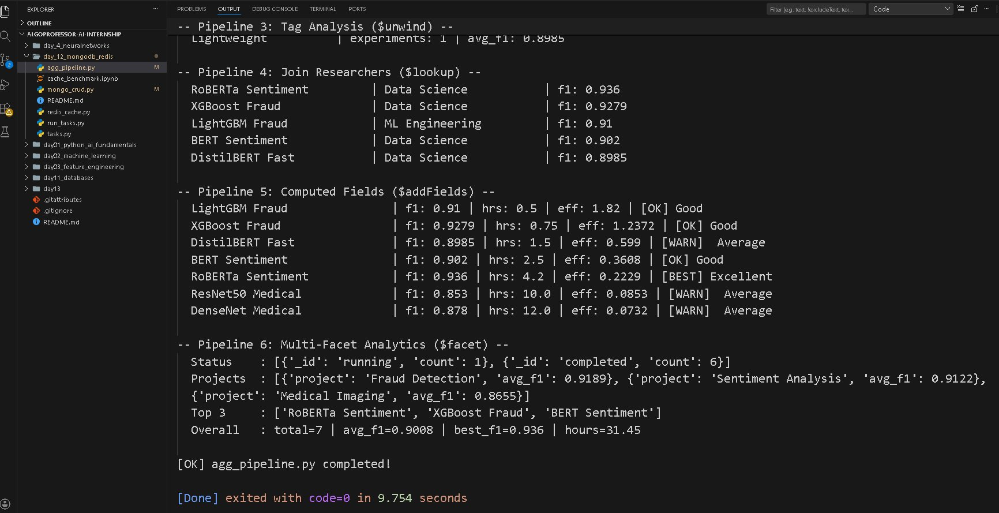 EXPLORER
OUTLINE
ALGOPROFESSOR-AI-INTERNSHIP
day_4_neuralnetworks
day_12_mongodb_redis
agg_pipeline.py M
cache_benchmark.ipynb
mongo_crud.py M
README.md
redis_cache.py
run_tasks.py
tasks.py
day01_python_ai_fundamentals
day02_machine_learning
day03_feature_engineering
day11_databases
day13
.gitattributes
.gitignore
README.md
2
PROBLEMS OUTPUT DEBUG CONSOLE TERMINAL PORTS
Filter (e.g. text, !excludeText, tex...
Code
-- Pipeline 3: Tag Analysis ($unwind) --
Lightweight | experiments: 1 | avg_f1: 0.8985
-- Pipeline 4: Join Researchers ($lookup) --
RoBERTa Sentiment | Data Science | f1: 0.936
XGBoost Fraud | Data Science | f1: 0.9279
LightGBM Fraud | ML Engineering | f1: 0.91
BERT Sentiment | Data Science | f1: 0.902
DistilBERT Fast | Data Science | f1: 0.8985
-- Pipeline 5: Computed Fields ($addFields) --
LightGBM Fraud | f1: 0.91 | hrs: 0.5 | eff: 1.82 | [OK] Good
XGBoost Fraud | f1: 0.9279 | hrs: 0.75 | eff: 1.2372 | [OK] Good
DistilBERT Fast | f1: 0.8985 | hrs: 1.5 | eff: 0.599 | [WARN]  Average
BERT Sentiment | f1: 0.902 | hrs: 2.5 | eff: 0.3608 | [OK] Good
RoBERTa Sentiment | f1: 0.936 | hrs: 4.2 | eff: 0.2229 | [BEST] Excellent
ResNet50 Medical | f1: 0.853 | hrs: 10.0 | eff: 0.0853 | [WARN]  Average
DenseNet Medical | f1: 0.878 | hrs: 12.0 | eff: 0.0732 | [WARN]  Average
-- Pipeline 6: Multi-Facet Analytics ($facet) --
Status : [{'_id': 'running', 'count': 1}, {'_id': 'completed', 'count': 6}]
Projects : [{'project': 'Fraud Detection', 'avg_f1': 0.9189}, {'project': 'Sentiment Analysis', 'avg_f1': 0.9122},
{'project': 'Medical Imaging', 'avg_f1': 0.8655}]
Top 3 : ['RoBERTa Sentiment', 'XGBoost Fraud', 'BERT Sentiment']
Overall : total=7 | avg_f1=0.9008 | best_f1=0.936 | hours=31.45
[OK] agg_pipeline.py completed!
[Done] exited with code=0 in 9.754 seconds